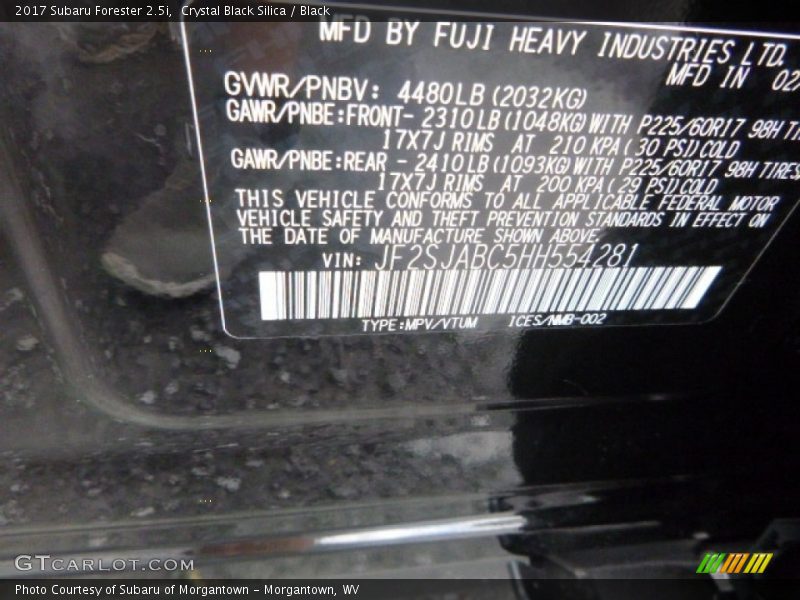 2017 Subaru Forester 2.5i, Crystal Black Silica / Black
MFD BY FUJI HEAVY INDUSTRIES LTD.
MFD IN 02/
GVWR/PNBV: 4480LB (2032KG)
GAWR/PNBE:FRONT- 2310LB (1048KG) WITH P225/60R17 98H
17X7J RIMS AT 210 KPA ( 30 PSI) COLD
GAWR/PNBE:REAR - 2410LB (1093KG) WITH P225/60R17 98H TIRES
17X7J RIMS AT 200 KPA ( 29 PSI) COLD
THIS VEHICLE CONFORMS TO ALL APPLICABLE FEDERAL MOTOR
VEHICLE SAFETY AND THEFT PREVENTION STANDARDS IN EFFECT ON
THE DATE OF MANUFACTURE SHOWN ABOVE.
VIN: JF2SJABC5HH554281
TYPE:MPV/VTUM ICES/NMB-002
GTCARLOT.COM
Photo Courtesy of Subaru of Morgantown - Morgantown, WV